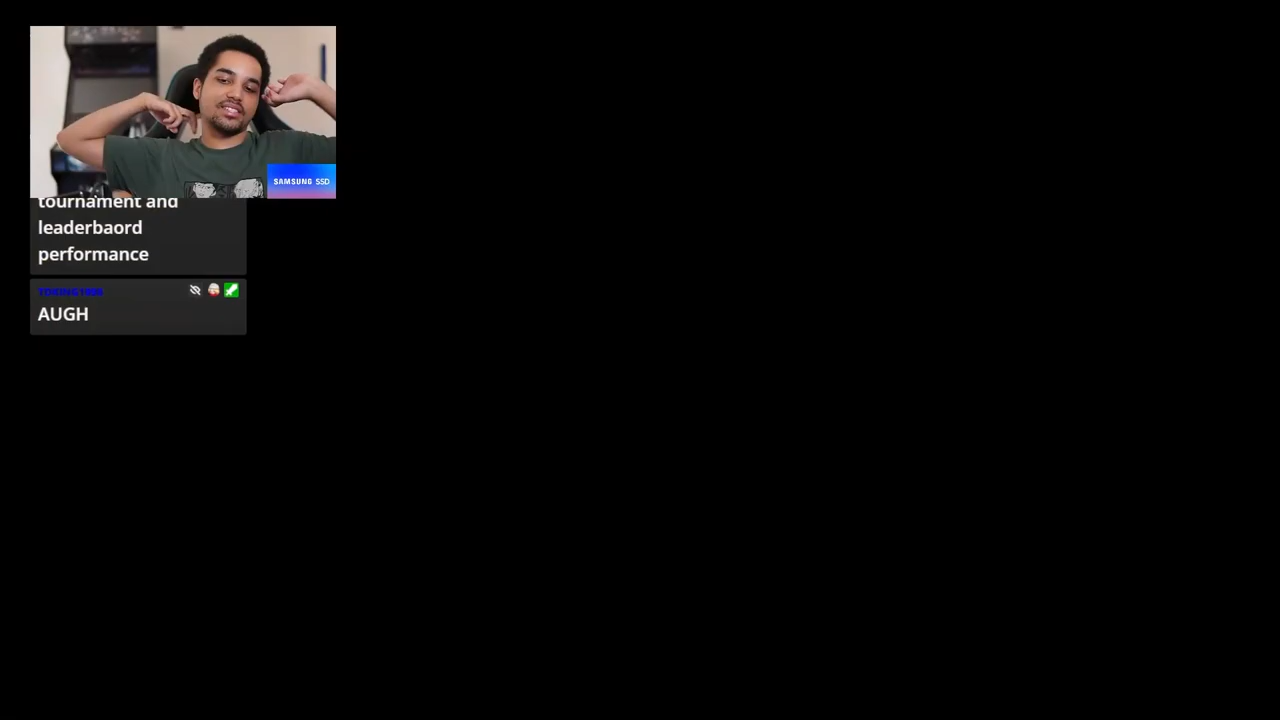 SAMSUNG SSD
tournament and
leaderbaord
performance
AUGH